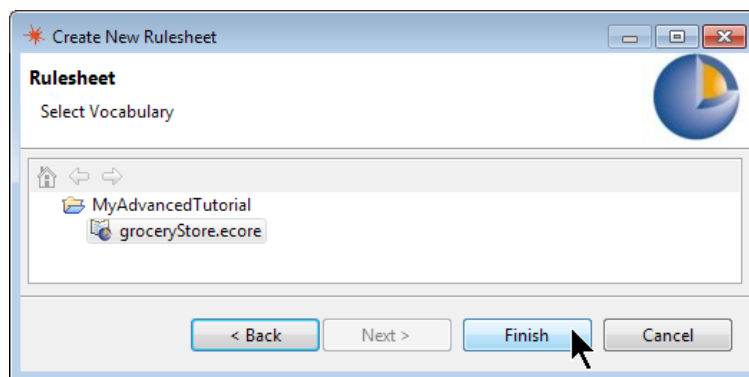 Create New Rulesheet
Rulesheet
Select Vocabulary
MyAdvancedTutorial
groceryStore.ecore
< Back Next > Finish Cancel